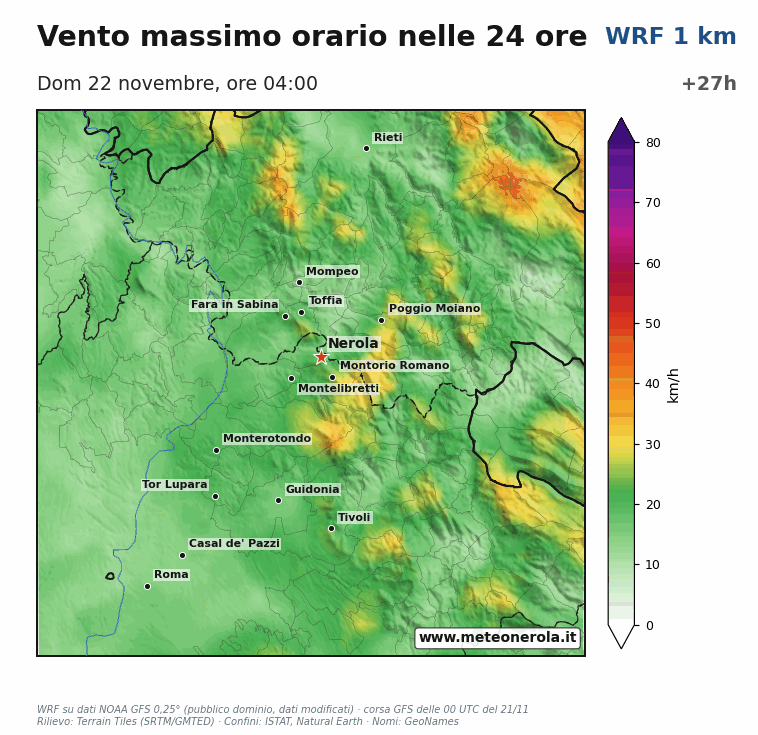 Vento massimo orario nelle 24 ore WRF 1 km
Dom 22 novembre, ore 04:00 +27h
Rieti
Mompeo
Fara in Sabina
Toffia
Poggio Moiano
Nerola
Montorio Romano
Montelibretti
Monterotondo
Tor Lupara
Guidonia
Tivoli
Casal de' Pazzi
Roma
www.meteonerola.it
80
70
60
50
40
30
20
10
0
km/h
WRF su dati NOAA GFS 0,25° (pubblico dominio, dati modificati) · corsa GFS delle 00 UTC del 21/11
Rilievo: Terrain Tiles (SRTM/GMTED) · Confini: ISTAT, Natural Earth · Nomi: GeoNames